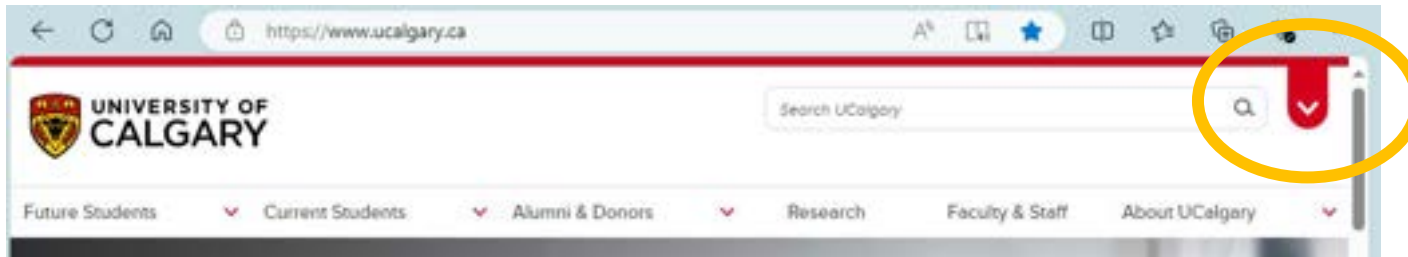 https://www.ucalgary.ca
UNIVERSITY OF
CALGARY
Search UCalgary
Future Students Current Students Alumni & Donors Research Faculty & Staff About UCalgary